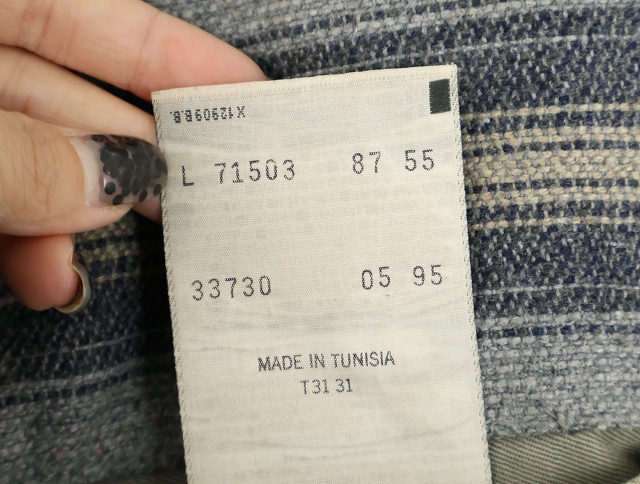 X12909B.B.
L 71503 87 55
33730 05 95
MADE IN TUNISIA
T31 31